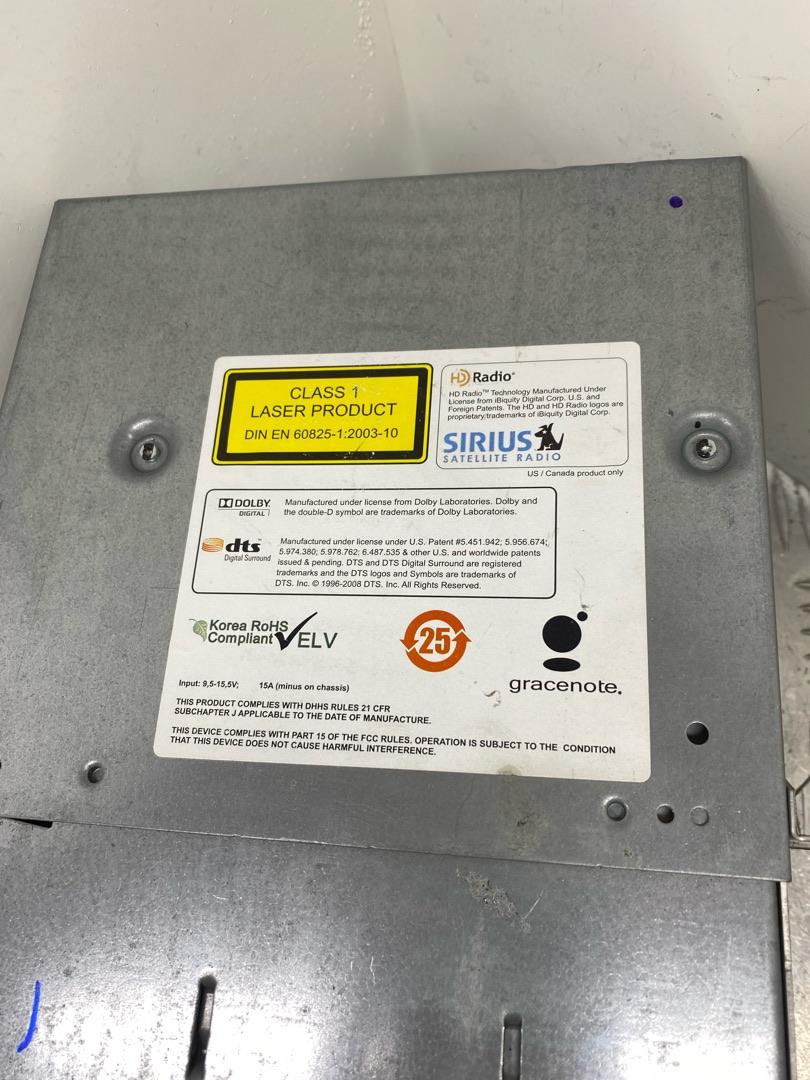 CLASS 1
LASER PRODUCT
DIN EN 60825-1:2003-10
HD Radio®
HD Radio™ Technology Manufactured Under
License from iBiquity Digital Corp. U.S. and
Foreign Patents. The HD and HD Radio logos are
proprietary trademarks of iBiquity Digital Corp.
SIRIUS
SATELLITE RADIO
US / Canada product only
DOLBY
DIGITAL
Manufactured under license from Dolby Laboratories. Dolby and
the double-D symbol are trademarks of Dolby Laboratories.
dts™
Digital Surround
Manufactured under license under U.S. Patent #5.451.942; 5.956.674;
5.974.380; 5.978.762; 6.487.535 & other U.S. and worldwide patents
issued & pending. DTS and DTS Digital Surround are registered
trademarks and the DTS logos and Symbols are trademarks of
DTS. Inc. © 1996-2008 DTS. Inc. All Rights Reserved.
Korea RoHS
Compliant
ELV
25
gracenote.
Input: 9,5-15,5V; 15A (minus on chassis)
THIS PRODUCT COMPLIES WITH DHHS RULES 21 CFR
SUBCHAPTER J APPLICABLE TO THE DATE OF MANUFACTURE.
THIS DEVICE COMPLIES WITH PART 15 OF THE FCC RULES. OPERATION IS SUBJECT TO THE CONDITION
THAT THIS DEVICE DOES NOT CAUSE HARMFUL INTERFERENCE.